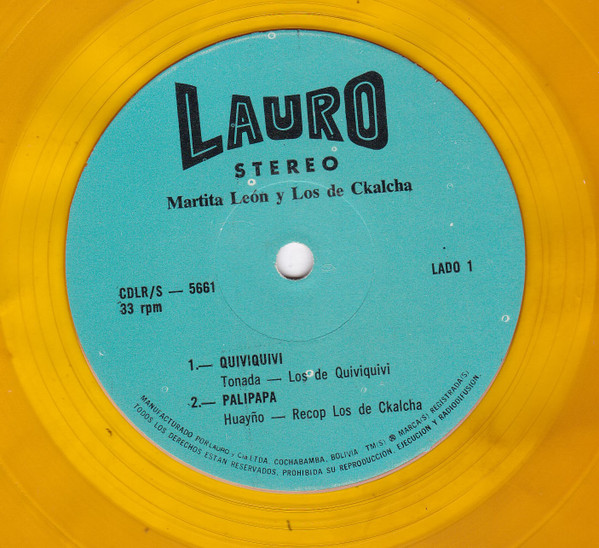 LAURO
STEREO
Martita León y Los de Ckalcha
CDLR/S — 5661
33 rpm
LADO 1
1.— QUIVIQUIVI
Tonada — Los de Quiviquivi
2.— PALIPAPA
Huayño — Recop Los de Ckalcha
MANUFACTURADO POR LAURO y Cia LTDA. COCHABAMBA, BOLIVIA TM(S) ® MARCA(S) REGISTRADA(S)
TODOS LOS DERECHOS ESTAN RESERVADOS. PROHIBIDA SU REPRODUCCION, EJECUCION Y RADIODIFUSION.